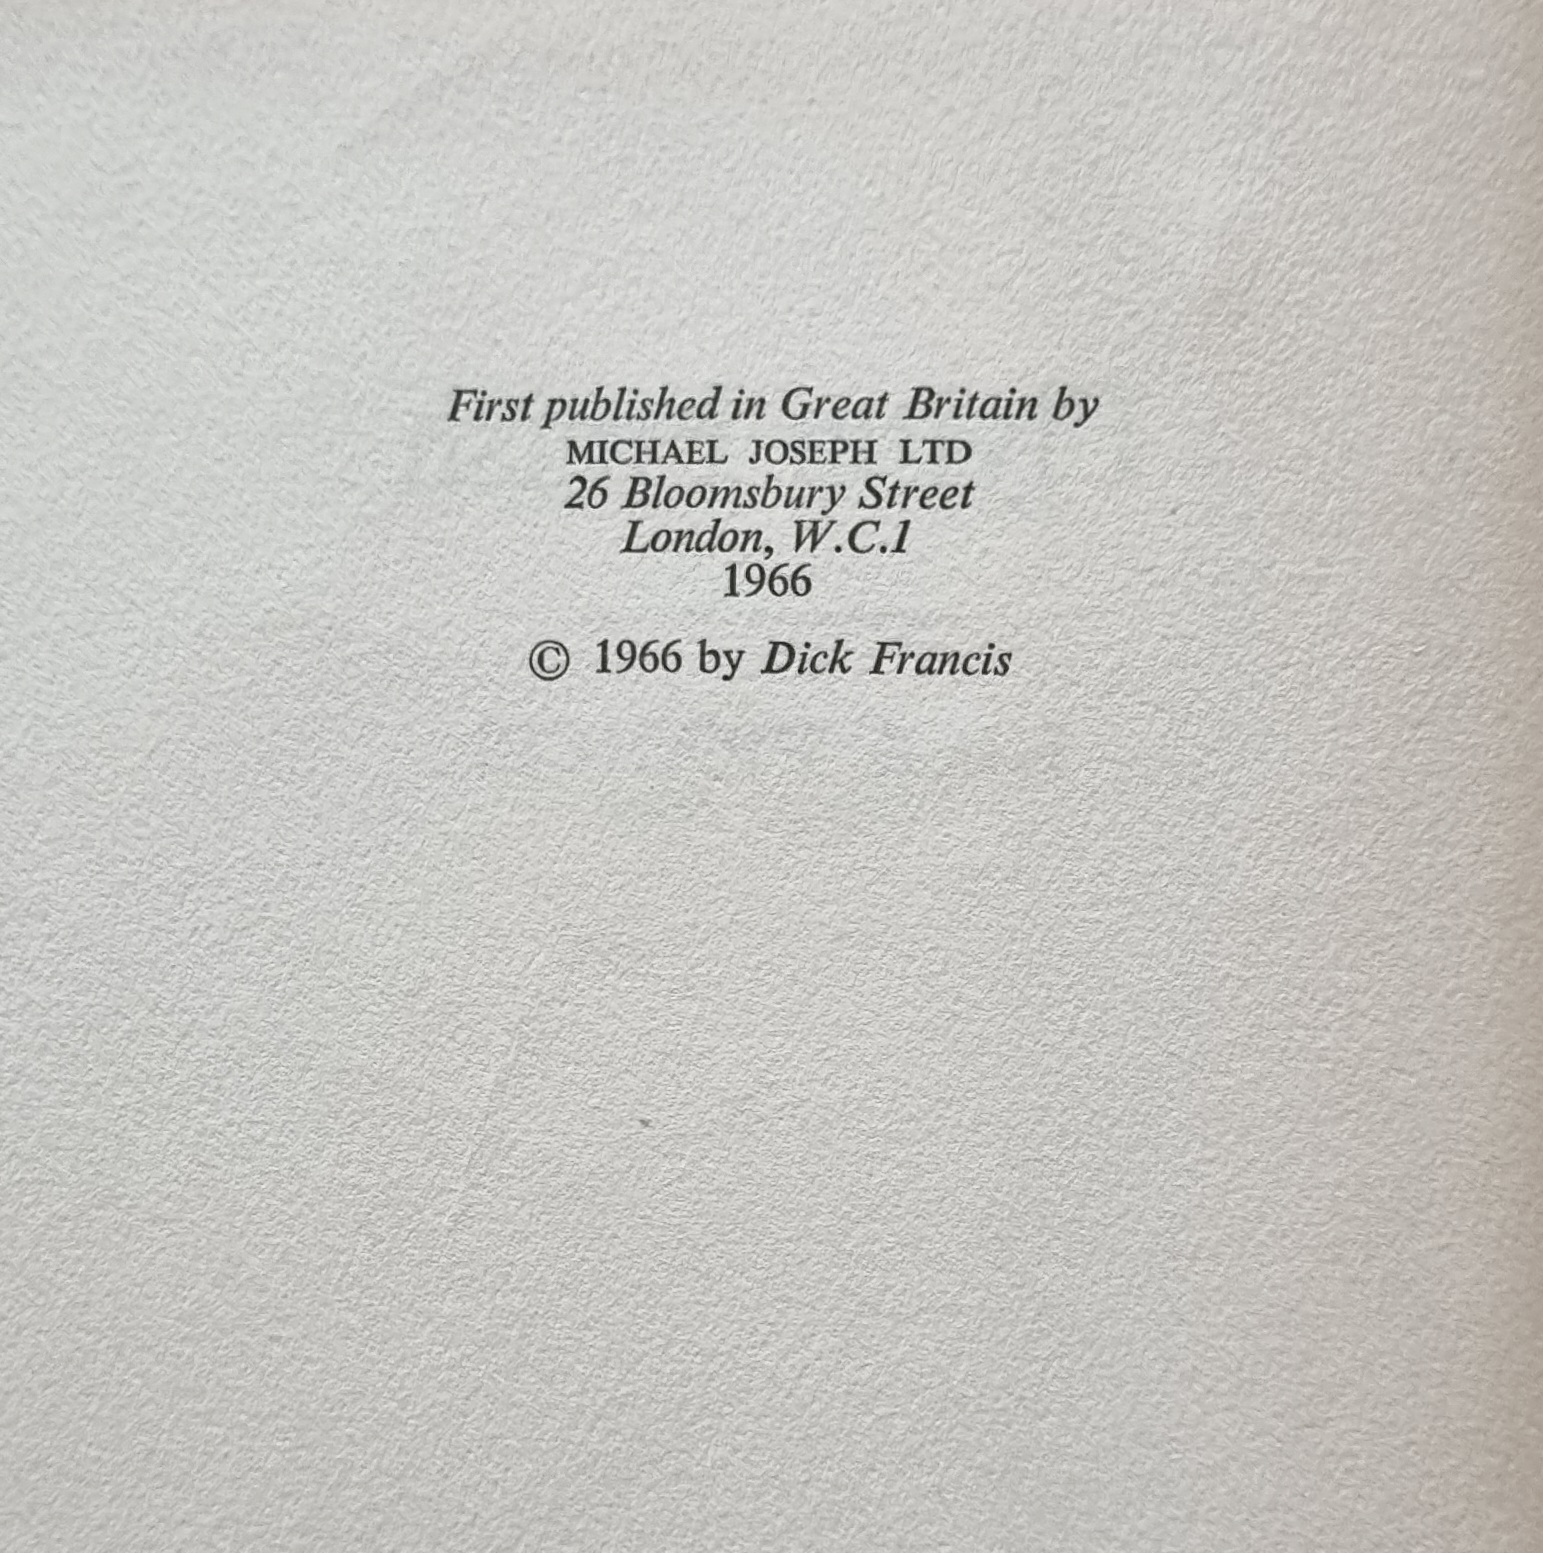 First published in Great Britain by
MICHAEL JOSEPH LTD
26 Bloomsbury Street
London, W.C.1
1966
© 1966 by Dick Francis